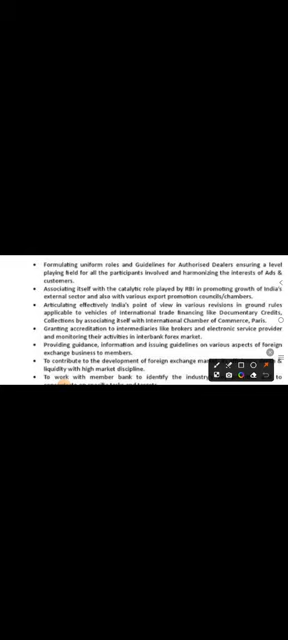 • Formulating uniform roles and Guidelines for Authorised Dealers ensuring a level
playing field for all the participants involved and harmonizing the interests of Ads &
customers.
• Associating itself with the catalytic role played by RBI in promoting growth of India's
external sector and also with various export promotion councils/chambers.
• Articulating effectively India's point of view in various revisions in ground rules
applicable to vehicles of International trade financing like Documentary Credits,
Collections by associating itself with International Chamber of Commerce, Paris.
• Granting accreditation to intermediaries like brokers and electronic service provider
and monitoring their activities in interbank forex market.
• Providing guidance, information and issuing guidelines on various aspects of foreign
exchange business to members.
• To contribute to the development of foreign exchange &
liquidity with high market discipline.
• To work with member bank to identify the industry to